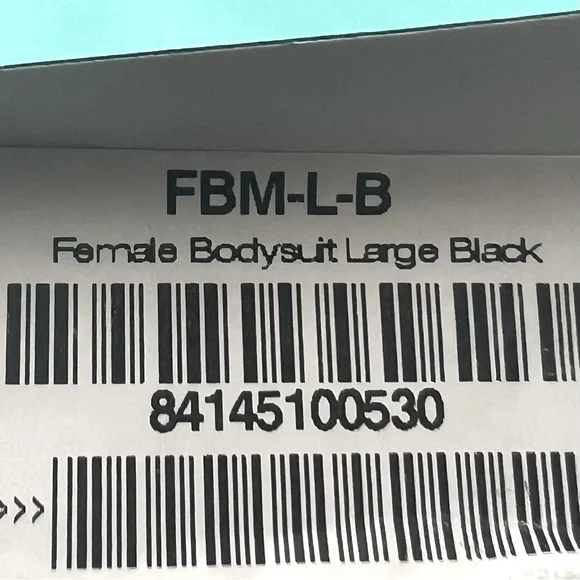 FBM-L-B
Female Bodysuit Large Black
84145100530
>>>